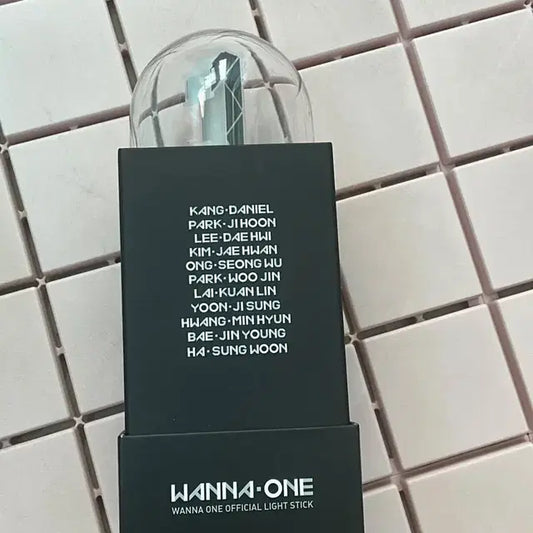 KANG·DANIEL
PARK·JI HOON
LEE·DAE HWI
KIM·JAE HWAN
ONG·SEONG WU
PARK·WOO JIN
LAI·KUAN LIN
YOON·JI SUNG
HWANG·MIN HYUN
BAE·JIN YOUNG
HA·SUNG WOON
WANNA·ONE
WANNA ONE OFFICIAL LIGHT STICK